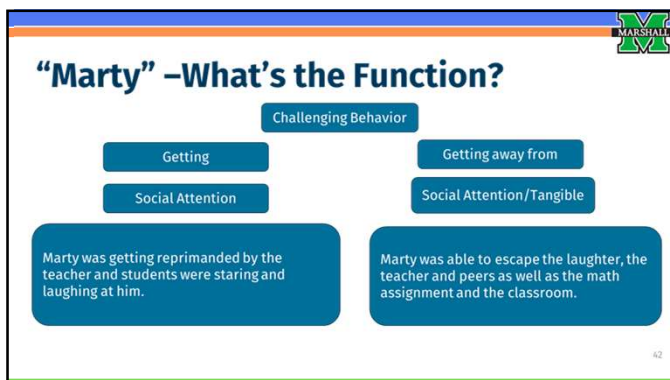 MARSHALL
“Marty” –What’s the Function?
Challenging Behavior
Getting
Getting away from
Social Attention
Social Attention/Tangible
Marty was getting reprimanded by the
teacher and students were staring and
laughing at him.
Marty was able to escape the laughter, the
teacher and peers as well as the math
assignment and the classroom.
42